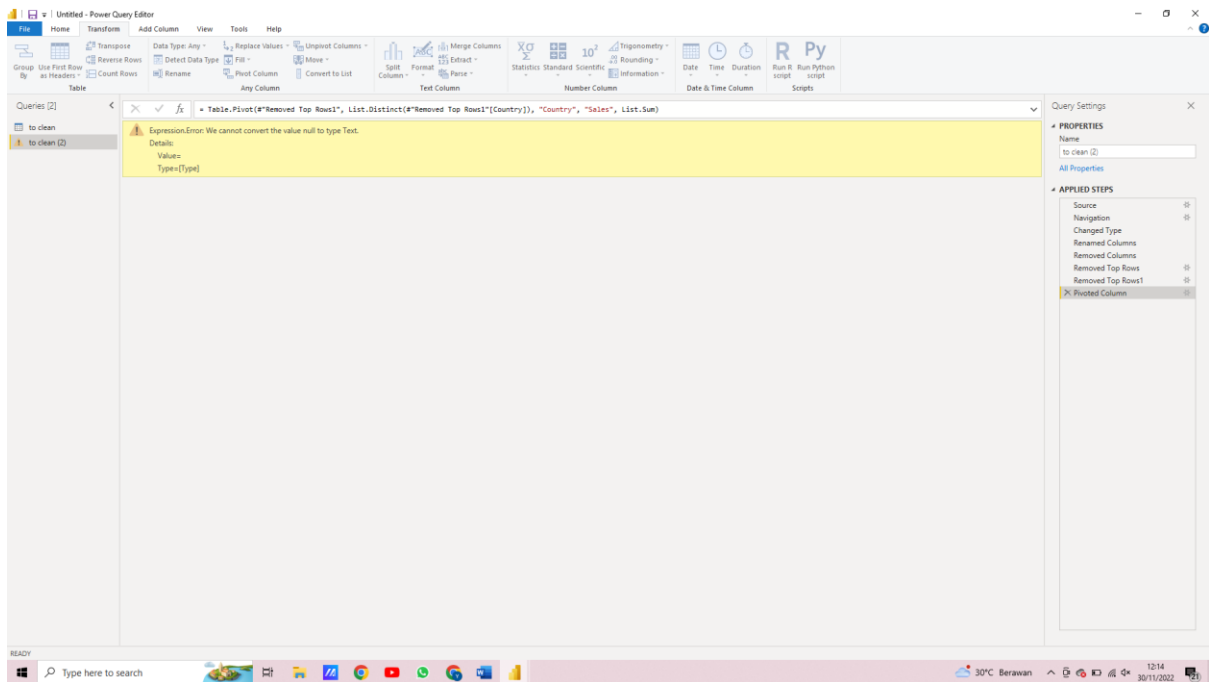 Untitled - Power Query Editor
File Home Transform Add Column View Tools Help
Group By
Use First Row as Headers
Transpose
Reverse Rows
Count Rows
Table
Data Type: Any
Detect Data Type
Rename
Replace Values
Fill
Pivot Column
Unpivot Columns
Move
Convert to List
Any Column
Split Column
Format
ABC
Merge Columns
ABC 123 Extract
Parse
Text Column
Statistics
Standard
10²
Scientific
Trigonometry
Rounding
Information
Number Column
Date
Time
Duration
Date & Time Column
R
Run R script
Py
Run Python script
Scripts
Queries [2]
to clean
to clean (2)
fx = Table.Pivot(#"Removed Top Rows1", List.Distinct(#"Removed Top Rows1"[Country]), "Country", "Sales", List.Sum)
Expression.Error: We cannot convert the value null to type Text.
Details:
Value=
Type=[Type]
Query Settings
PROPERTIES
Name
to clean (2)
All Properties
APPLIED STEPS
Source
Navigation
Changed Type
Renamed Columns
Removed Columns
Removed Top Rows
Removed Top Rows1
Pivoted Column
READY
Type here to search
30°C Berawan
12:14
30/11/2022